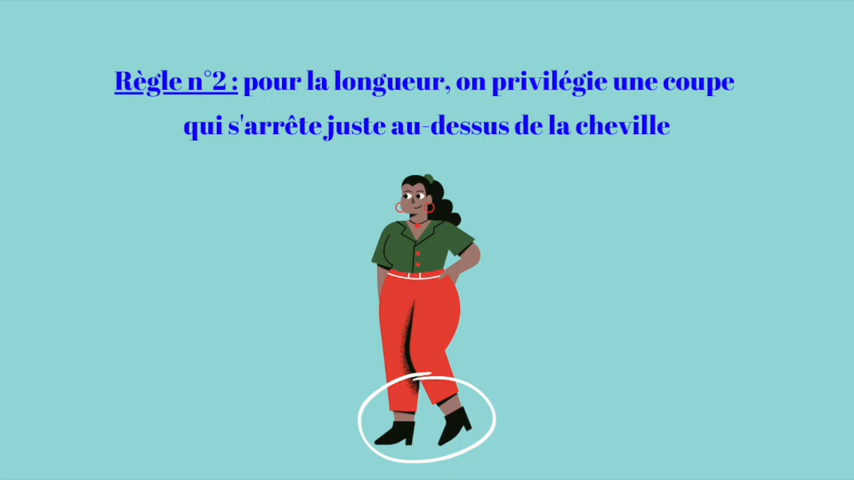 Règle n°2 : pour la longueur, on privilégie une coupe
qui s'arrête juste au-dessus de la cheville